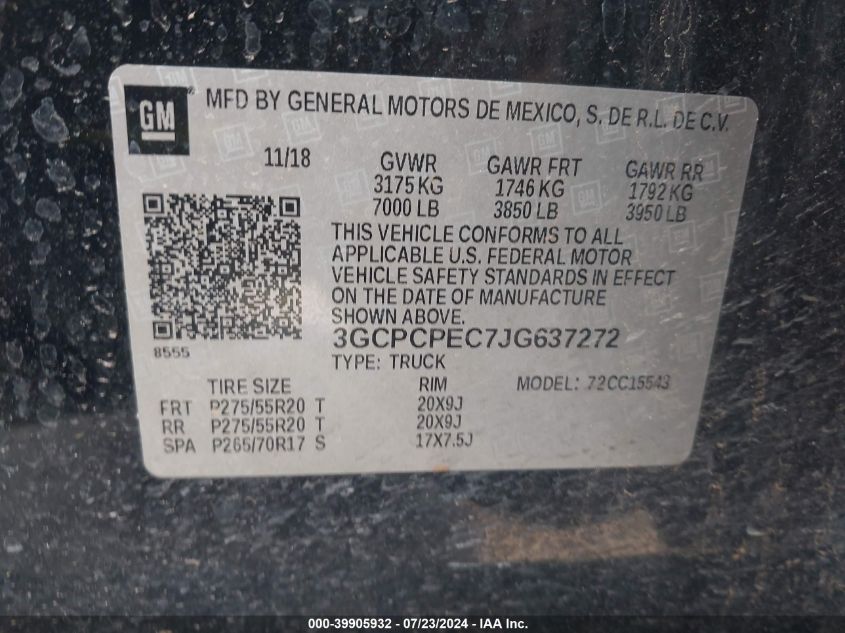 GM
MFD BY GENERAL MOTORS DE MEXICO, S. DE R.L. DE C.V.
11/18 GVWR GAWR FRT GAWR RR
3175 KG 1746 KG 1792 KG
7000 LB 3850 LB 3950 LB
THIS VEHICLE CONFORMS TO ALL
APPLICABLE U.S. FEDERAL MOTOR
VEHICLE SAFETY STANDARDS IN EFFECT
ON THE DATE OF MANUFACTURE
SHOWN ABOVE.
8555
3GCPCPEC7JG637272
TYPE: TRUCK
TIRE SIZE RIM MODEL: 72CC15543
FRT P275/55R20 T 20X9J
RR P275/55R20 T 20X9J
SPA P265/70R17 S 17X7.5J
000-39905932 - 07/23/2024 - IAA Inc.